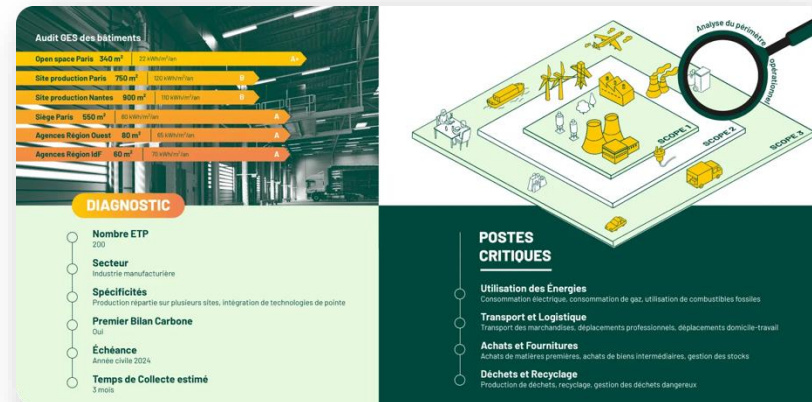 Audit GES des bâtiments
Open space Paris 340 m² 22 kWh/m²/an A+
Site production Paris 750 m² 120 kWh/m²/an B
Site production Nantes 900 m² 110 kWh/m²/an B
Siège Paris 550 m² 80 kWh/m²/an A
Agences Région Ouest 80 m² 65 kWh/m²/an A
Agences Région IdF 60 m² 70 kWh/m²/an A
DIAGNOSTIC
Nombre ETP
200
Secteur
Industrie manufacturière
Spécificités
Production répartie sur plusieurs sites, intégration de technologies de pointe
Premier Bilan Carbone
Oui
Échéance
Année civile 2024
Temps de Collecte estimé
3 mois
Analyse du périmètre opérationnel
SCOPE 1
SCOPE 2
SCOPE 3
POSTES
CRITIQUES
Utilisation des Énergies
Consommation électrique, consommation de gaz, utilisation de combustibles fossiles
Transport et Logistique
Transport des marchandises, déplacements professionnels, déplacements domicile-travail
Achats et Fournitures
Achats de matières premières, achats de biens intermédiaires, gestion des stocks
Déchets et Recyclage
Production de déchets, recyclage, gestion des déchets dangereux